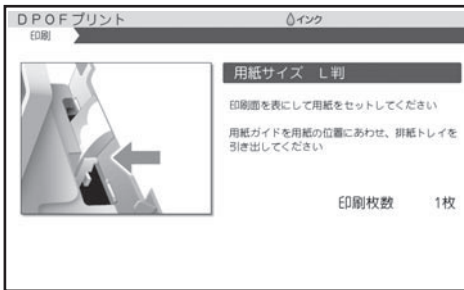 DPOFプリント
インク
印刷
用紙サイズ L判
印刷面を表にして用紙をセットしてください
用紙ガイドを用紙の位置にあわせ、排紙トレイを
引き出してください
印刷枚数 1枚